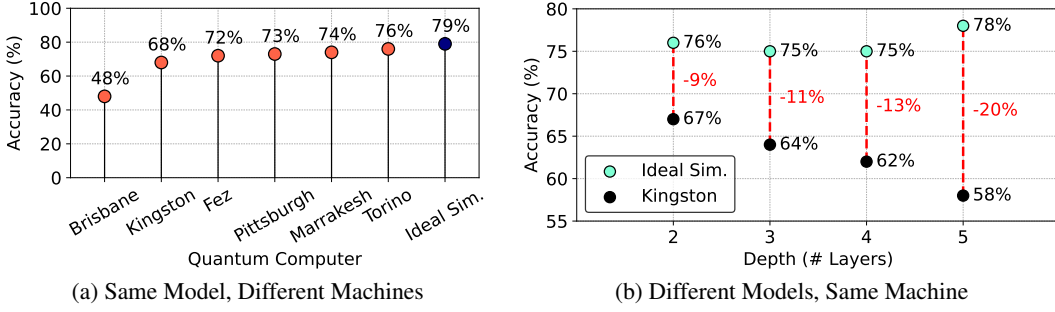 100
80
60
40
20
0
Accuracy (%)
48%
68%
72%
73%
74%
76%
79%
Brisbane
Kingston
Fez
Pittsburgh
Marrakesh
Torino
Ideal Sim.
Quantum Computer
(a) Same Model, Different Machines
80
75
70
65
60
55
Accuracy (%)
76%
75%
75%
78%
-9%
-11%
-13%
-20%
67%
64%
62%
58%
Ideal Sim.
Kingston
2
3
4
5
Depth (# Layers)
(b) Different Models, Same Machine